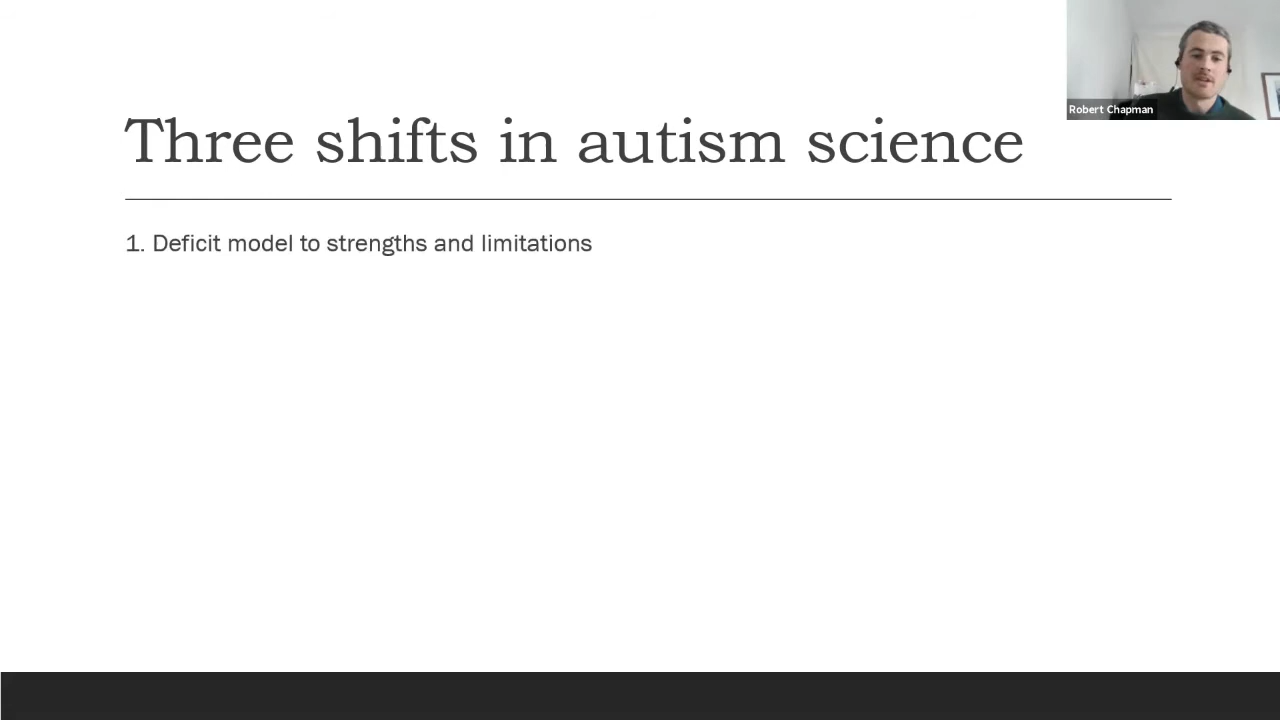 Three shifts in autism science
Robert Chapman
1. Deficit model to strengths and limitations